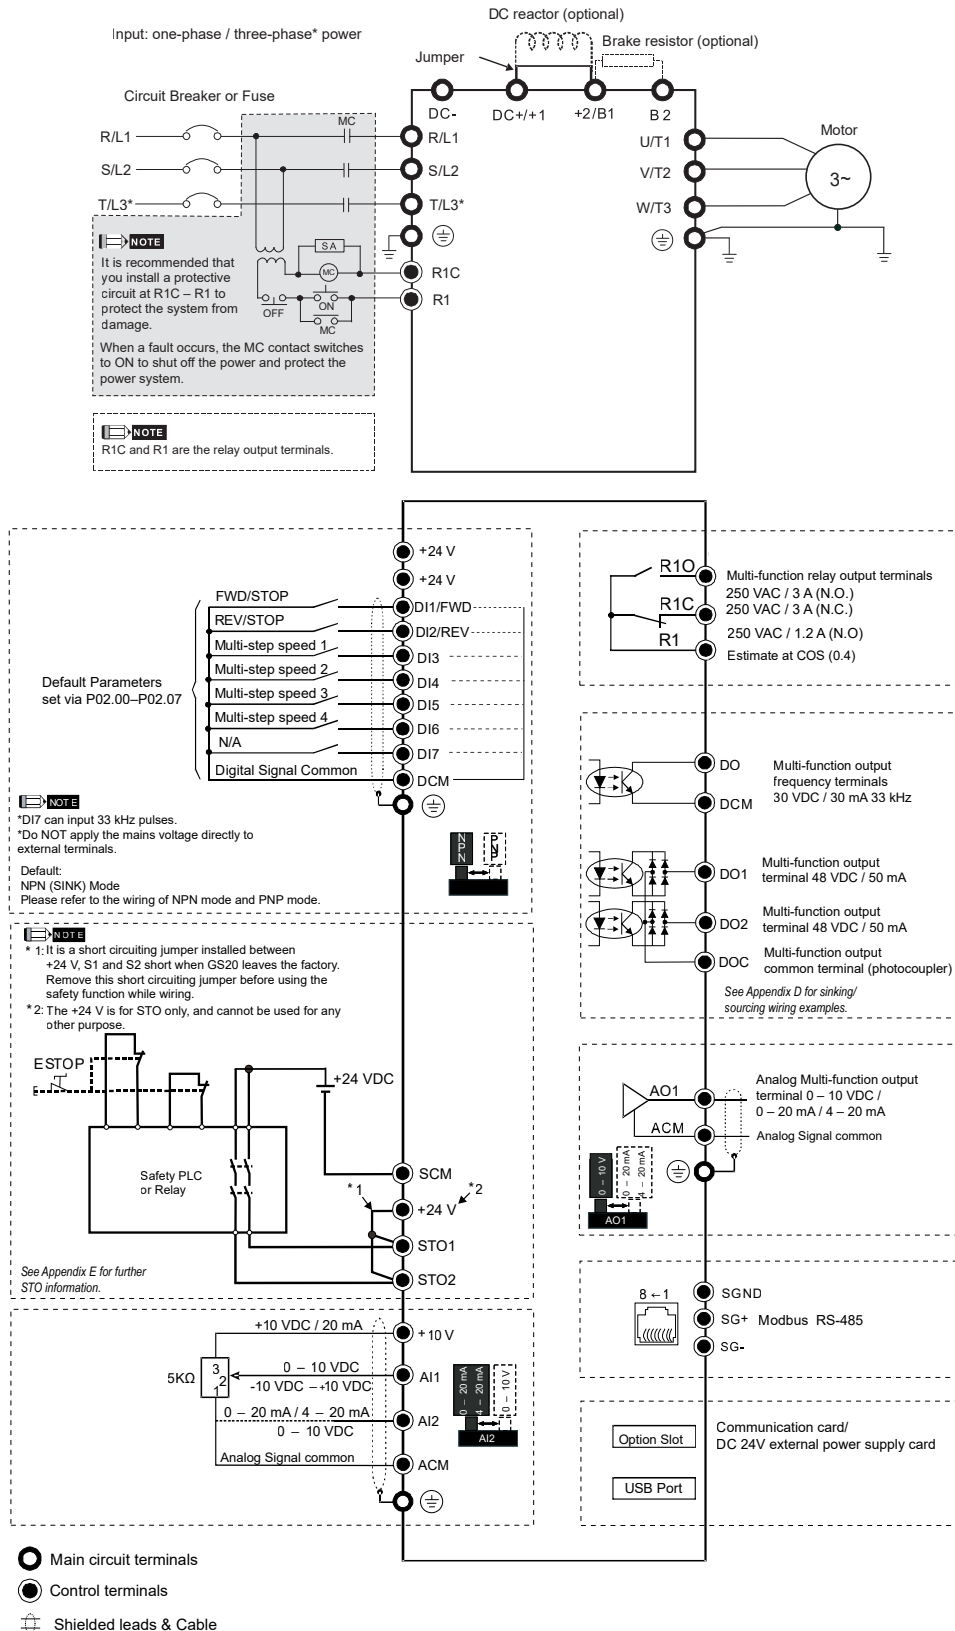 DC reactor (optional)
Input: one-phase / three-phase* power
Brake resistor (optional)
Jumper
Circuit Breaker or Fuse
DC-
DC+/+1
+2/B1
B 2
MC
R/L1
R/L1
U/T1
Motor
S/L2
S/L2
V/T2
3~
T/L3*
T/L3*
W/T3
NOTE
It is recommended that
you install a protective
circuit at R1C – R1 to
protect the system from
damage.
When a fault occurs, the MC contact switches
to ON to shut off the power and protect the
power system.
SA
MC
R1C
OFF
ON
MC
R1
NOTE
R1C and R1 are the relay output terminals.
+24 V
+24 V
FWD/STOP
DI1/FWD
REV/STOP
DI2/REV
Multi-step speed 1
DI3
Multi-step speed 2
DI4
Multi-step speed 3
DI5
Multi-step speed 4
DI6
N/A
DI7
Digital Signal Common
DCM
Default Parameters
set via P02.00–P02.07
NOTE
*DI7 can input 33 kHz pulses.
*Do NOT apply the mains voltage directly to
external terminals.
Default:
NPN (SINK) Mode
Please refer to the wiring of NPN mode and PNP mode.
NPN
PNP
R1O
R1C
R1
Multi-function relay output terminals
250 VAC / 3 A (N.O.)
250 VAC / 3 A (N.C.)
250 VAC / 1.2 A (N.O)
Estimate at COS (0.4)
DO
DCM
Multi-function output
frequency terminals
30 VDC / 30 mA 33 kHz
DO1
Multi-function output
terminal 48 VDC / 50 mA
DO2
Multi-function output
terminal 48 VDC / 50 mA
DOC
Multi-function output
common terminal (photocoupler)
See Appendix D for sinking/
sourcing wiring examples.
NOTE
* 1: It is a short circuiting jumper installed between
+24 V, S1 and S2 short when GS20 leaves the factory.
Remove this short circuiting jumper before using the
safety function while wiring.
* 2: The +24 V is for STO only, and cannot be used for any
other purpose.
ESTOP
+24 VDC
Safety PLC
or Relay
SCM
* 1
+24 V
*2
STO1
STO2
See Appendix E for further
STO information.
AO1
ACM
Analog Multi-function output
terminal 0 – 10 VDC /
0 – 20 mA / 4 – 20 mA
Analog Signal common
0 – 10 V
0 – 20 mA
4 – 20 mA
AO1
8 ←1
SGND
SG+
SG-
Modbus RS-485
+10 VDC / 20 mA
+10 V
5KΩ
3
2
1
0 – 10 VDC
-10 VDC – +10 VDC
AI1
0 – 20 mA / 4 – 20 mA
0 – 10 VDC
AI2
Analog Signal common
ACM
0 – 20 mA
4 – 20 mA
0 – 10 V
AI2
Option Slot
Communication card/
DC 24V external power supply card
USB Port
Main circuit terminals
Control terminals
Shielded leads & Cable